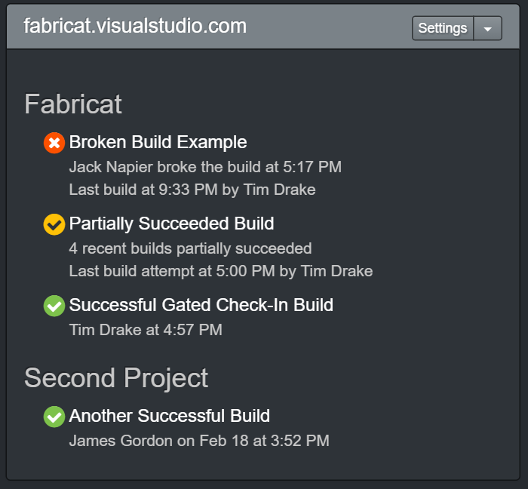 fabricat.visualstudio.com
Settings
Fabricat
Broken Build Example
Jack Napier broke the build at 5:17 PM
Last build at 9:33 PM by Tim Drake
Partially Succeeded Build
4 recent builds partially succeeded
Last build attempt at 5:00 PM by Tim Drake
Successful Gated Check-In Build
Tim Drake at 4:57 PM
Second Project
Another Successful Build
James Gordon on Feb 18 at 3:52 PM